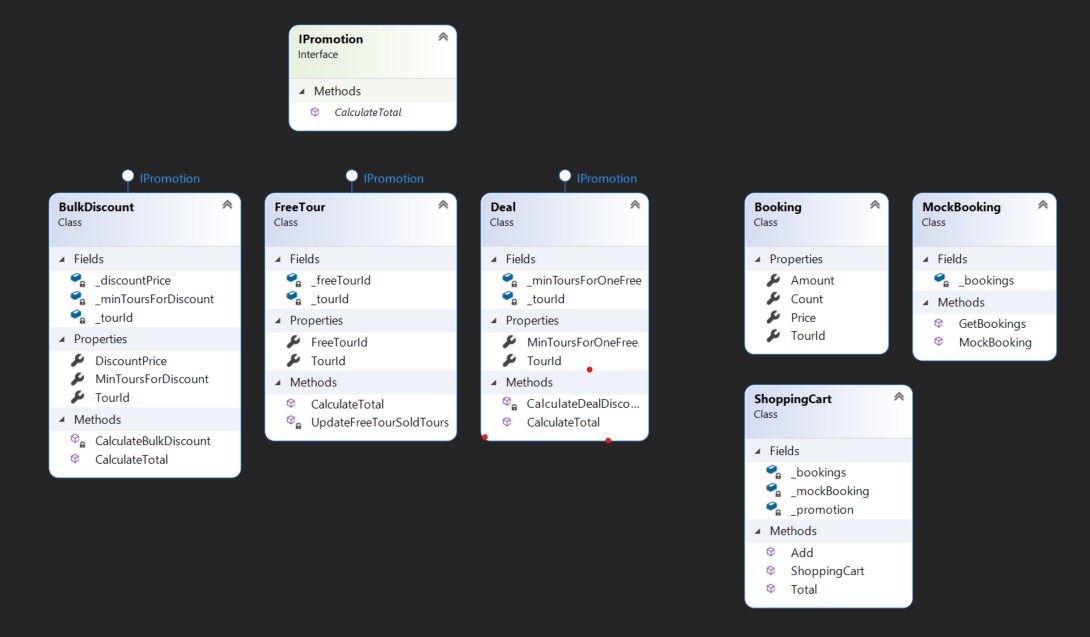 IPromotion
Interface
Methods
CalculateTotal
IPromotion
BulkDiscount
Class
Fields
_discountPrice
_minToursForDiscount
_tourId
Properties
DiscountPrice
MinToursForDiscount
TourId
Methods
CalculateBulkDiscount
CalculateTotal
IPromotion
FreeTour
Class
Fields
_freeTourId
_tourId
Properties
FreeTourId
TourId
Methods
CalculateTotal
UpdateFreeTourSoldTours
IPromotion
Deal
Class
Fields
_minToursForOneFree
_tourId
Properties
MinToursForOneFree
TourId
Methods
CalculateDealDisco...
CalculateTotal
Booking
Class
Properties
Amount
Count
Price
TourId
MockBooking
Class
Fields
_bookings
Methods
GetBookings
MockBooking
ShoppingCart
Class
Fields
_bookings
_mockBooking
_promotion
Methods
Add
ShoppingCart
Total